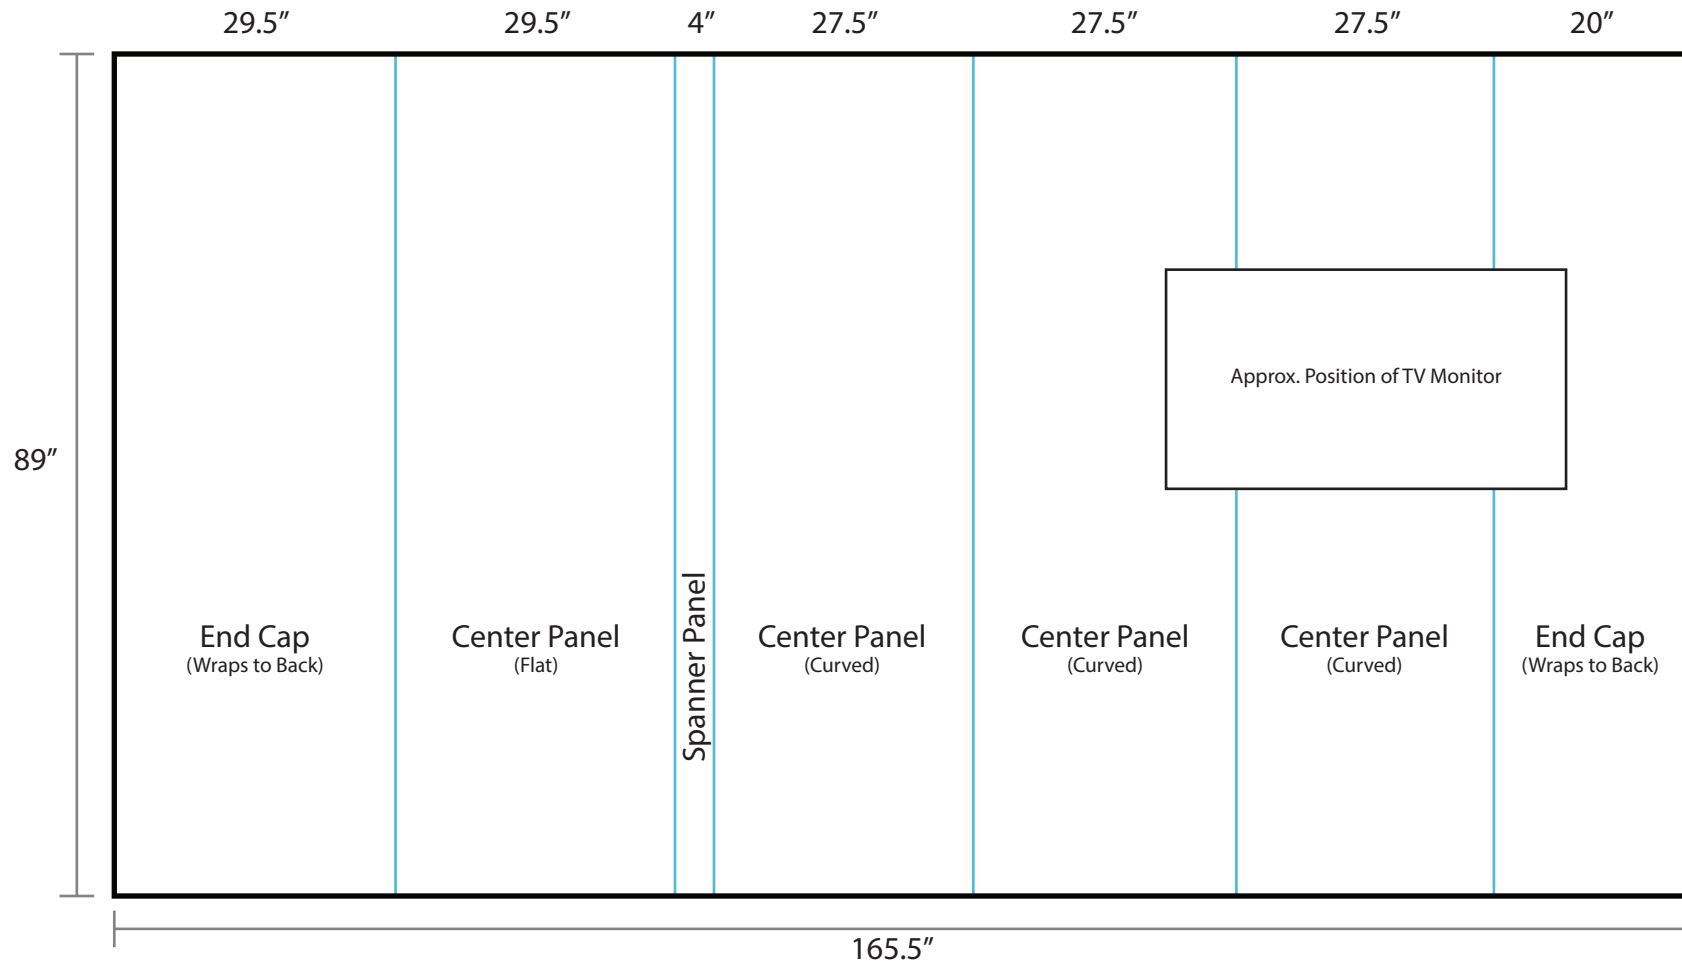 29.5” 29.5” 4” 27.5” 27.5” 27.5” 20”
89”
Approx. Position of TV Monitor
End Cap
(Wraps to Back)
Center Panel
(Flat)
Spanner Panel
Center Panel
(Curved)
Center Panel
(Curved)
Center Panel
(Curved)
End Cap
(Wraps to Back)
165.5”